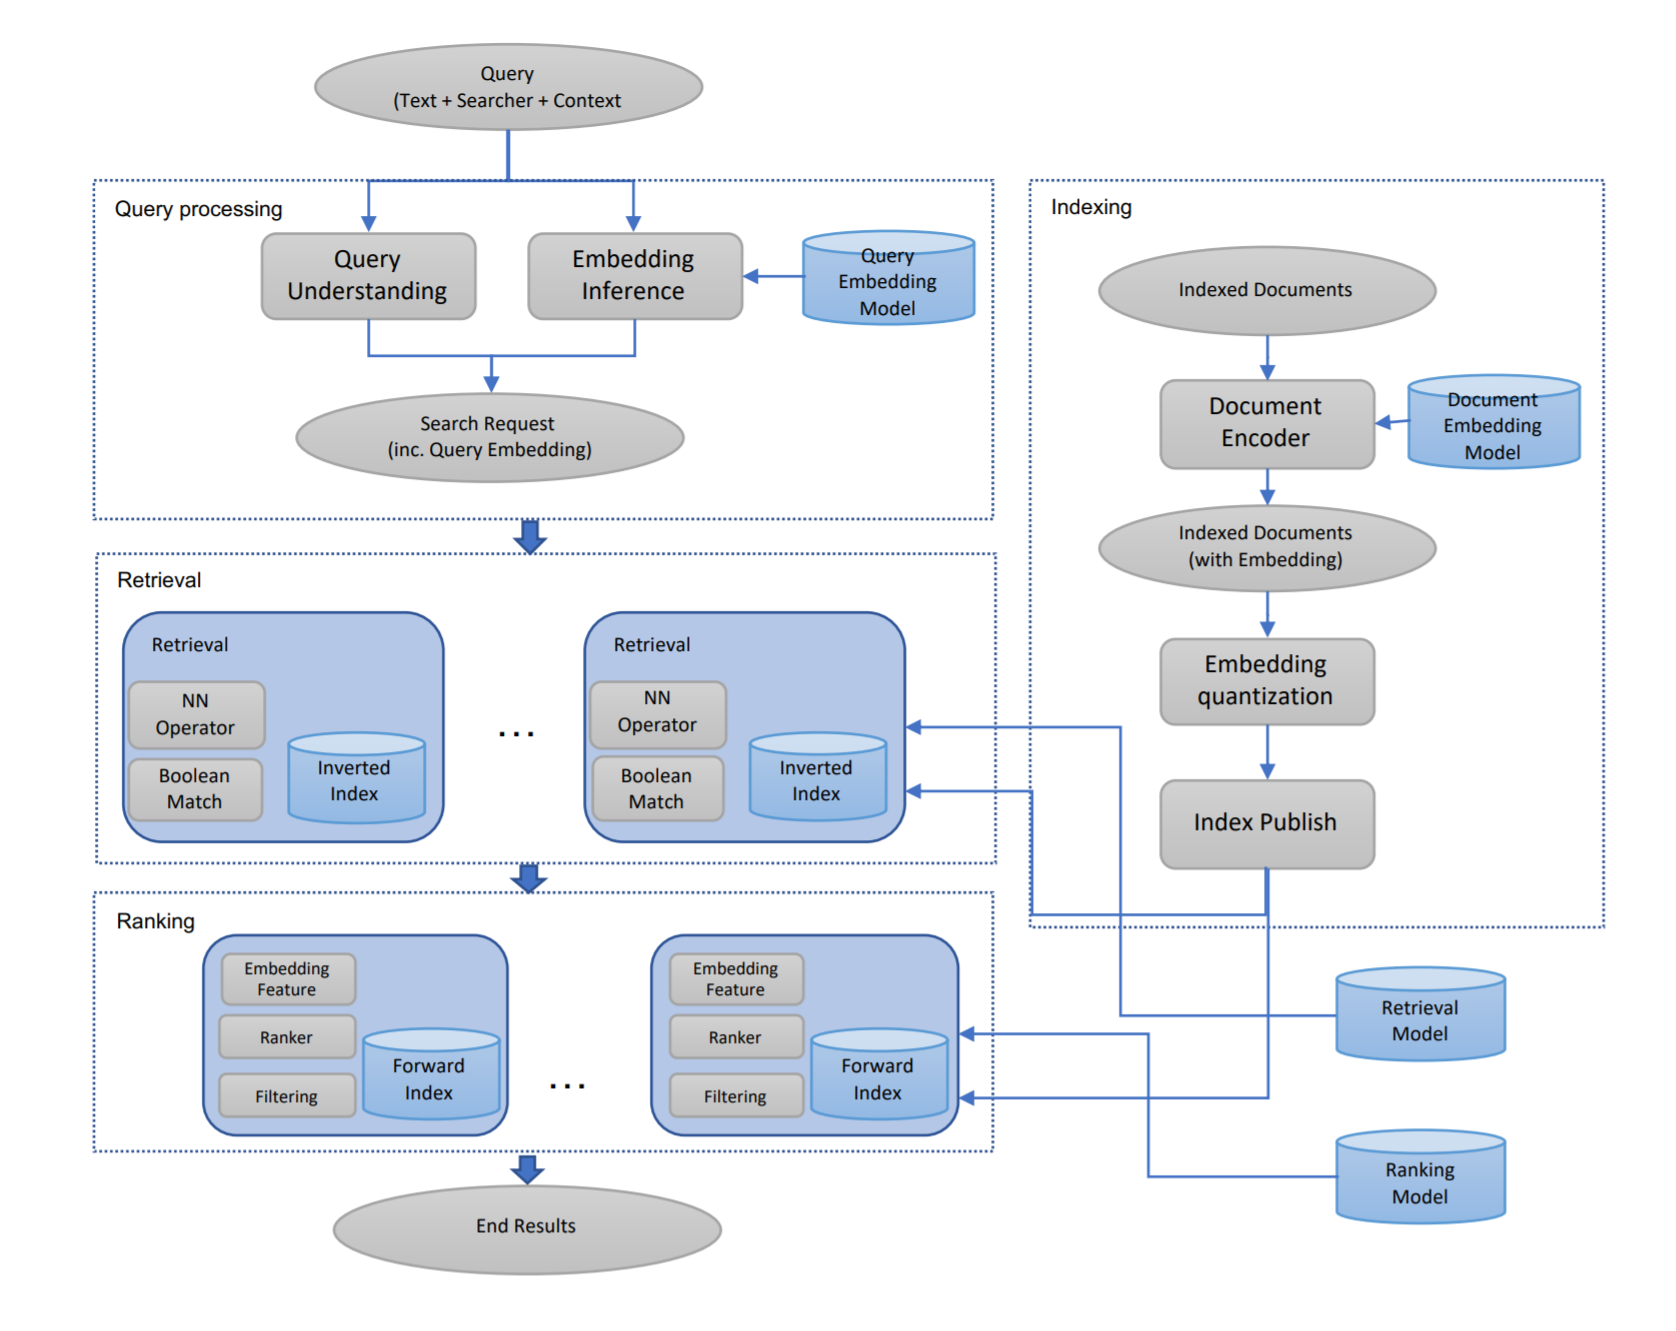 Query
(Text + Searcher + Context
Query processing
Query
Understanding
Embedding
Inference
Query
Embedding
Model
Search Request
(inc. Query Embedding)
Retrieval
Retrieval
NN
Operator
Boolean
Match
Inverted
Index
...
Retrieval
NN
Operator
Boolean
Match
Inverted
Index
Ranking
Embedding
Feature
Ranker
Filtering
Forward
Index
...
Embedding
Feature
Ranker
Filtering
Forward
Index
End Results
Indexing
Indexed Documents
Document
Encoder
Document
Embedding
Model
Indexed Documents
(with Embedding)
Embedding
quantization
Index Publish
Retrieval
Model
Ranking
Model